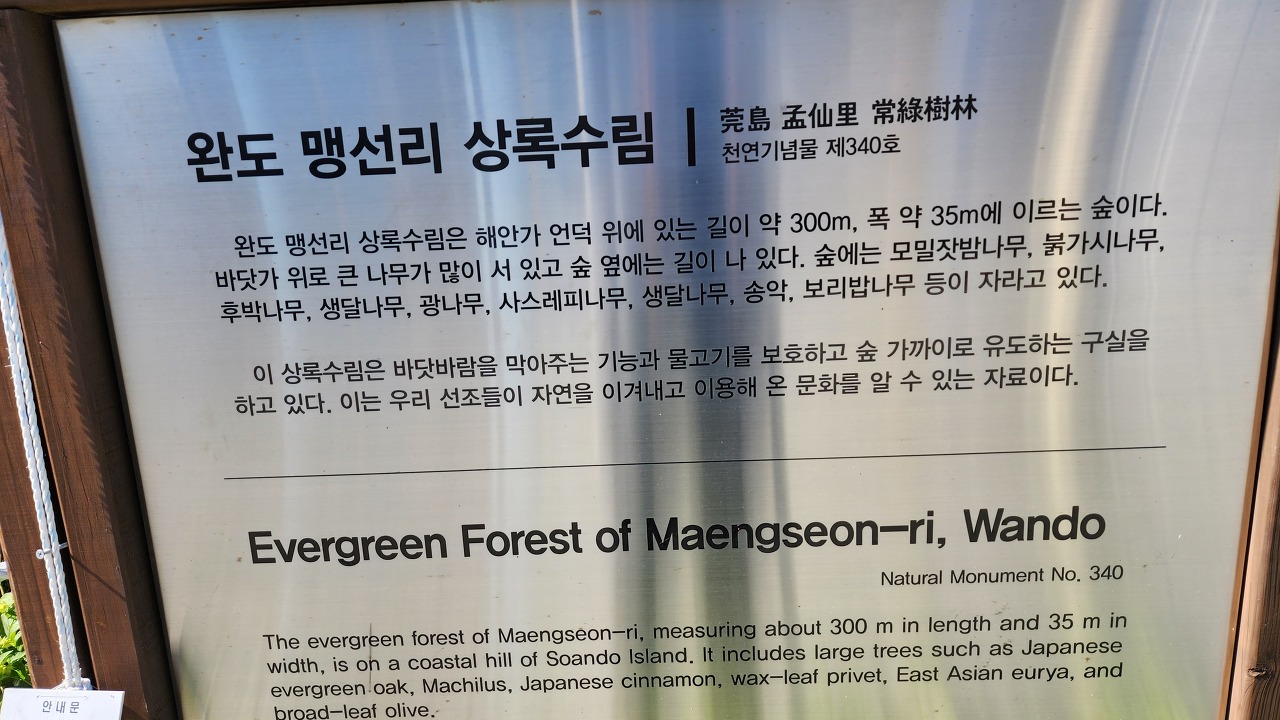 완도 맹선리 상록수림
莞島 孟仙里 常綠樹林
천연기념물 제340호
완도 맹선리 상록수림은 해안가 언덕 위에 있는 길이 약 300m, 폭 약 35m에 이르는 숲이다.
바닷가 위로 큰 나무가 많이 서 있고 숲 옆에는 길이 나 있다. 숲에는 모밀잣밤나무, 붉가시나무,
후박나무, 생달나무, 광나무, 사스레피나무, 생달나무, 송악, 보리밥나무 등이 자라고 있다.
이 상록수림은 바닷바람을 막아주는 기능과 물고기를 보호하고 숲 가까이로 유도하는 구실을
하고 있다. 이는 우리 선조들이 자연을 이겨내고 이용해 온 문화를 알 수 있는 자료이다.
Evergreen Forest of Maengseon-ri, Wando
Natural Monument No. 340
The evergreen forest of Maengseon-ri, measuring about 300 m in length and 35 m in
width, is on a coastal hill of Soando Island. It includes large trees such as Japanese
evergreen oak, Machilus, Japanese cinnamon, wax-leaf privet, East Asian eurya, and
broad-leaf olive.
안내문